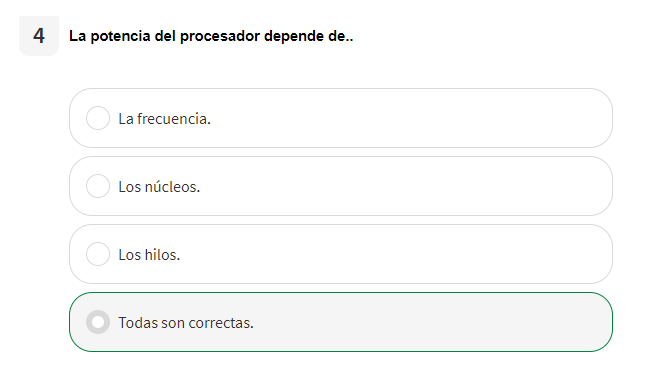 4 La potencia del procesador depende de..
La frecuencia.
Los núcleos.
Los hilos.
Todas son correctas.